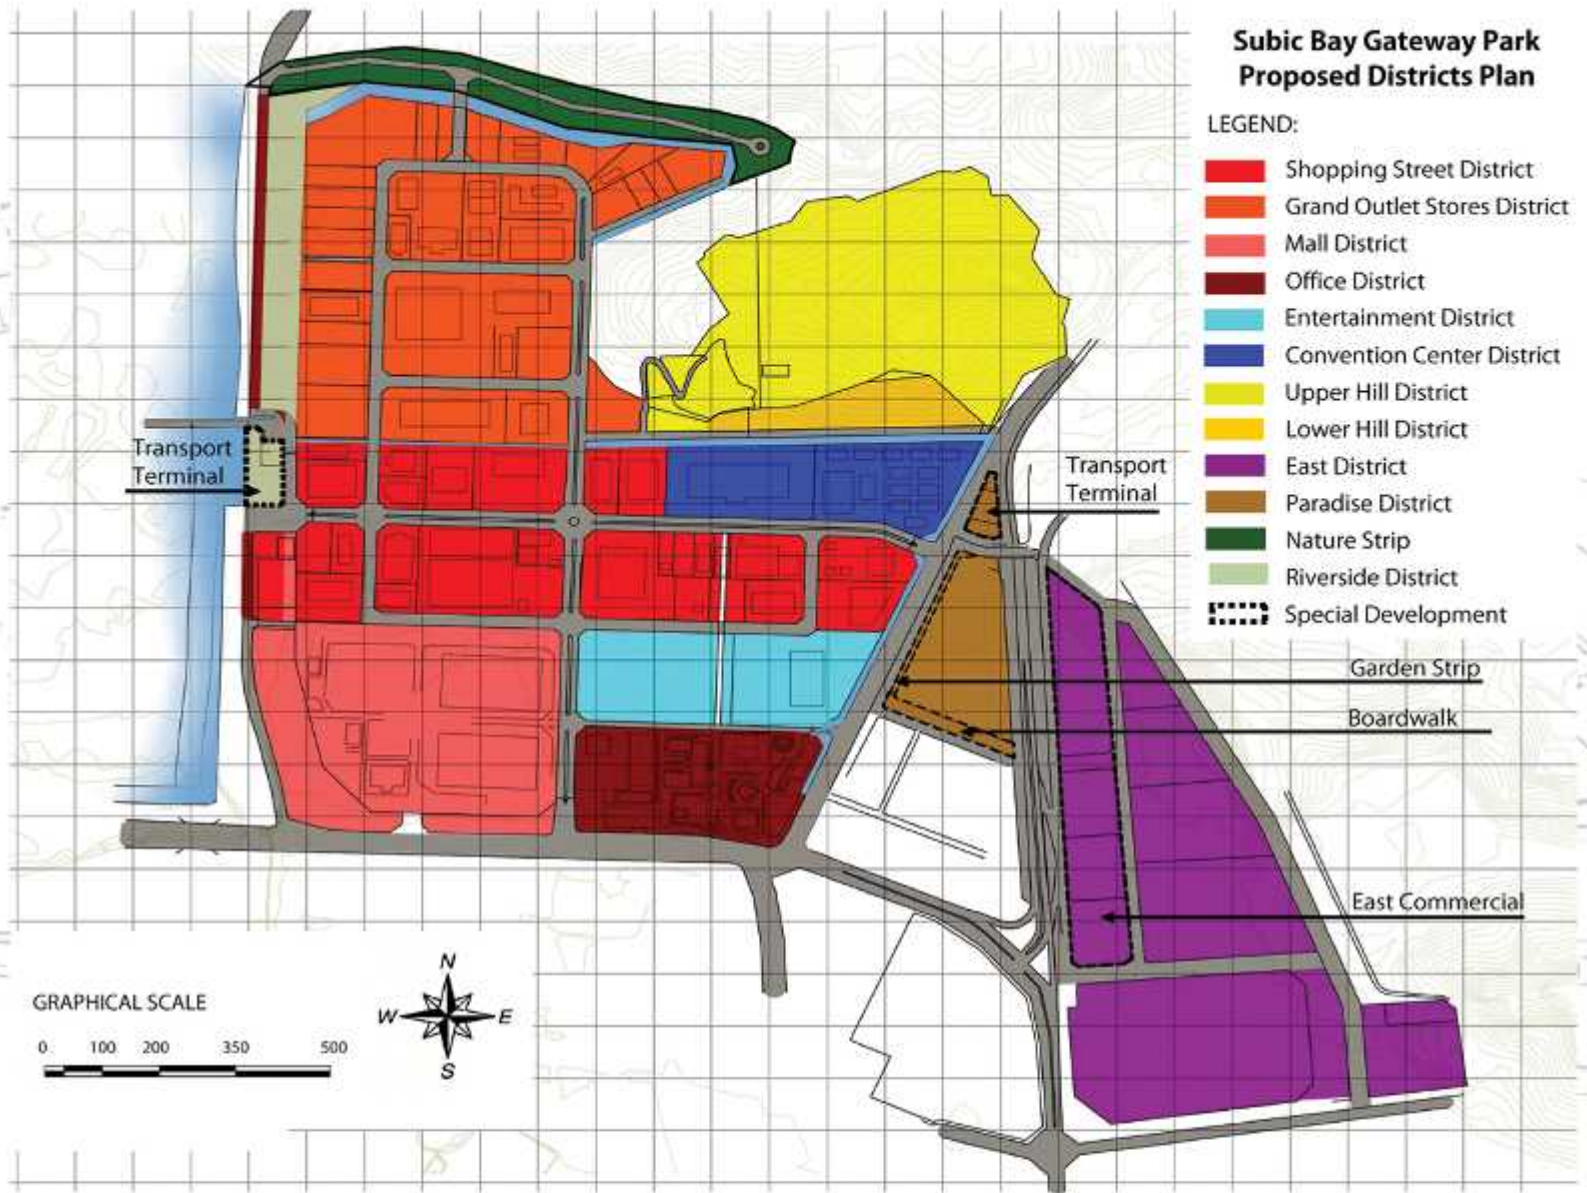 Subic Bay Gateway Park
Proposed Districts Plan
LEGEND:
Shopping Street District
Grand Outlet Stores District
Mall District
Office District
Entertainment District
Convention Center District
Upper Hill District
Lower Hill District
East District
Paradise District
Nature Strip
Riverside District
Special Development
Transport
Terminal
Transport
Terminal
Garden Strip
Boardwalk
East Commercial
GRAPHICAL SCALE
0 100 200 350 500
N
W E
S